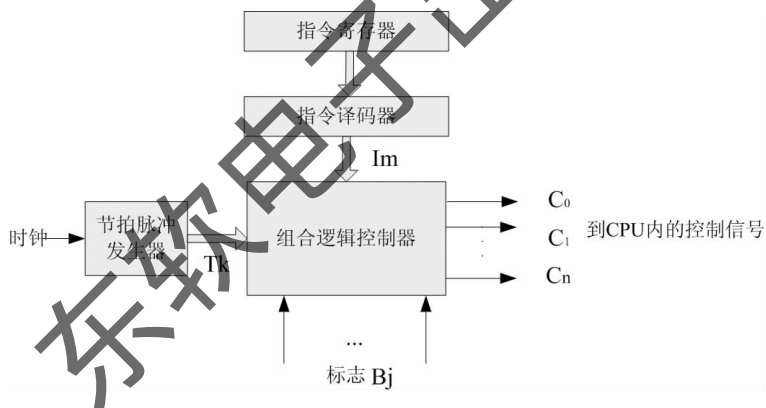 指令寄存器
指令译码器
Im
时钟
节拍脉冲
发生器
Tk
组合逻辑控制器
C₀
C₁
Cn
到CPU内的控制信号
...
标志 Bj
东软电子出